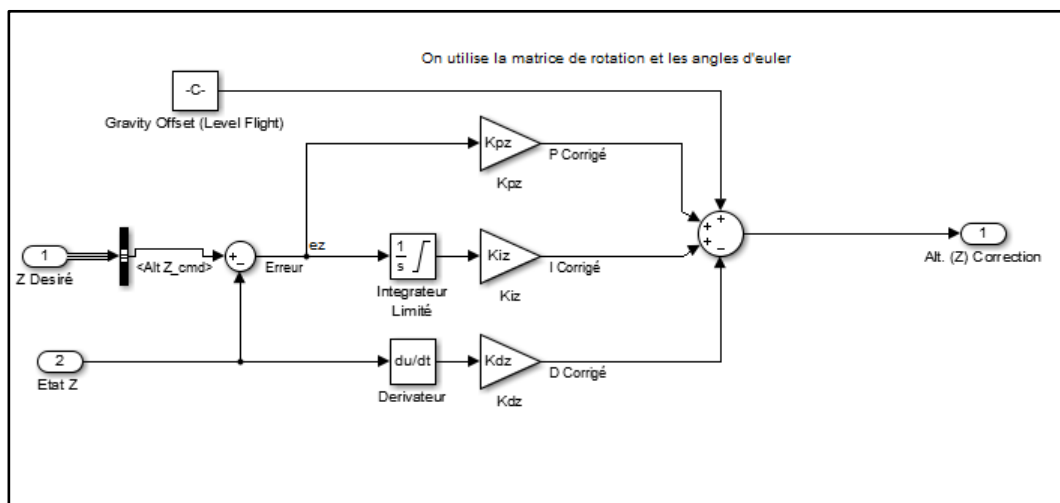 On utilise la matrice de rotation et les angles d'euler
-C-
Gravity Offset (Level Flight)
Kpz
P Corrigé
Kpz
1
Z Desiré
<Alt Z_cmd>
+
−
Erreur
ez
1
s
Integrateur
Limité
Kiz
I Corrigé
Kiz
+
+
+
−
1
Alt. (Z) Correction
2
Etat Z
du/dt
Derivateur
Kdz
D Corrigé
Kdz